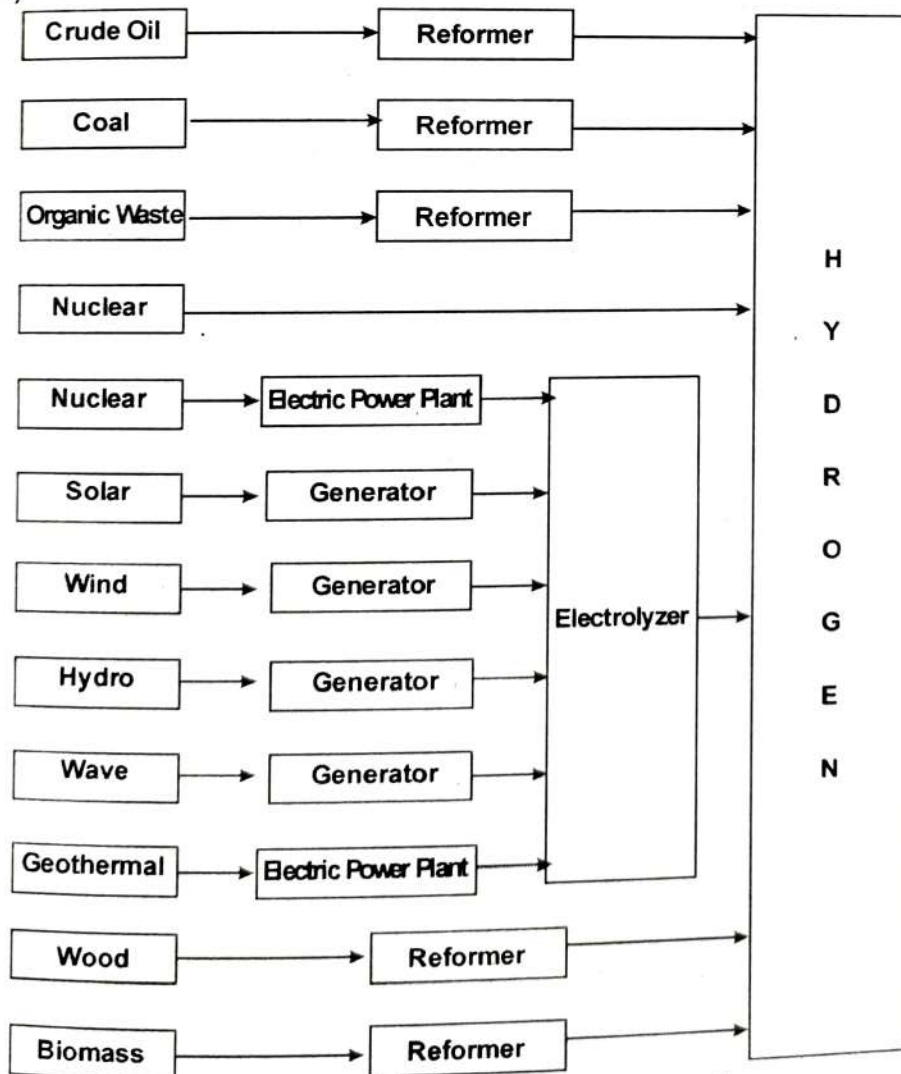 Crude Oil Reformer
Coal Reformer
Organic Waste Reformer
Nuclear
Nuclear Electric Power Plant
Solar Generator
Wind Generator
Electrolyzer
Hydro Generator
Wave Generator
Geothermal Electric Power Plant
Wood Reformer
Biomass Reformer
H
Y
D
R
O
G
E
N